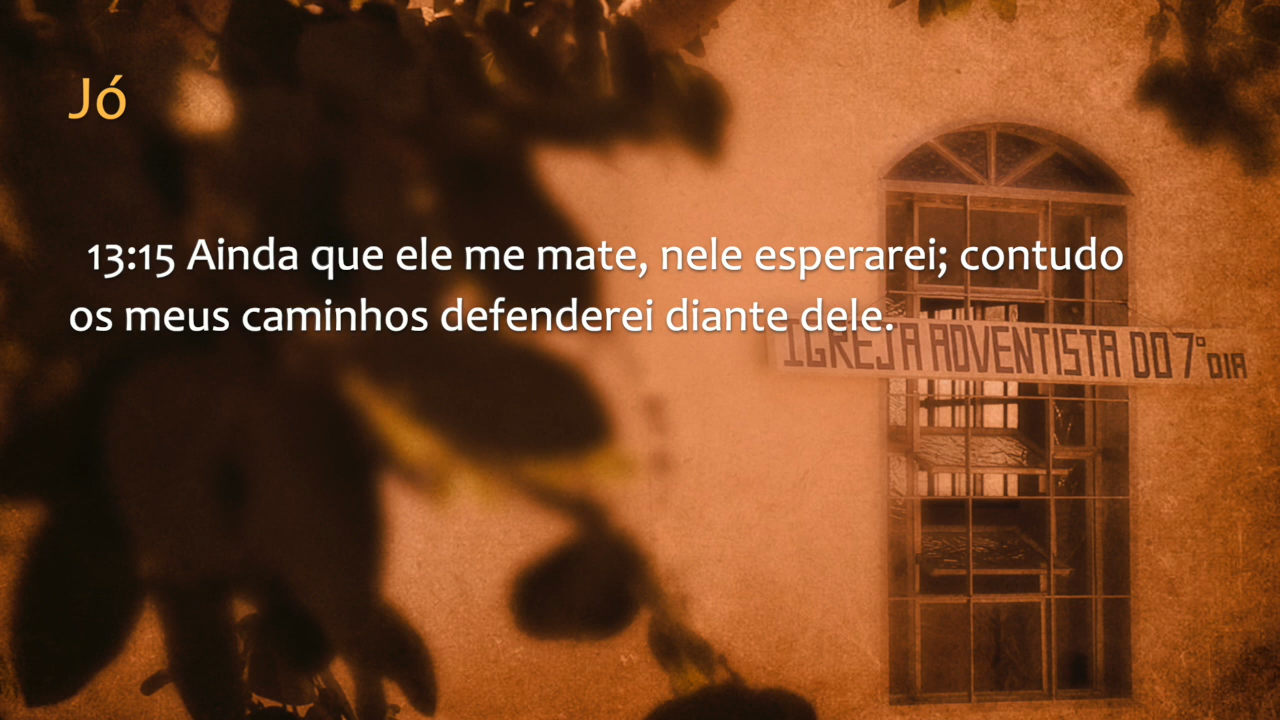 Jó
13:15 Ainda que ele me mate, nele esperarei; contudo
os meus caminhos defenderei diante dele.
IGREJA ADVENTISTA DO 7º DIA